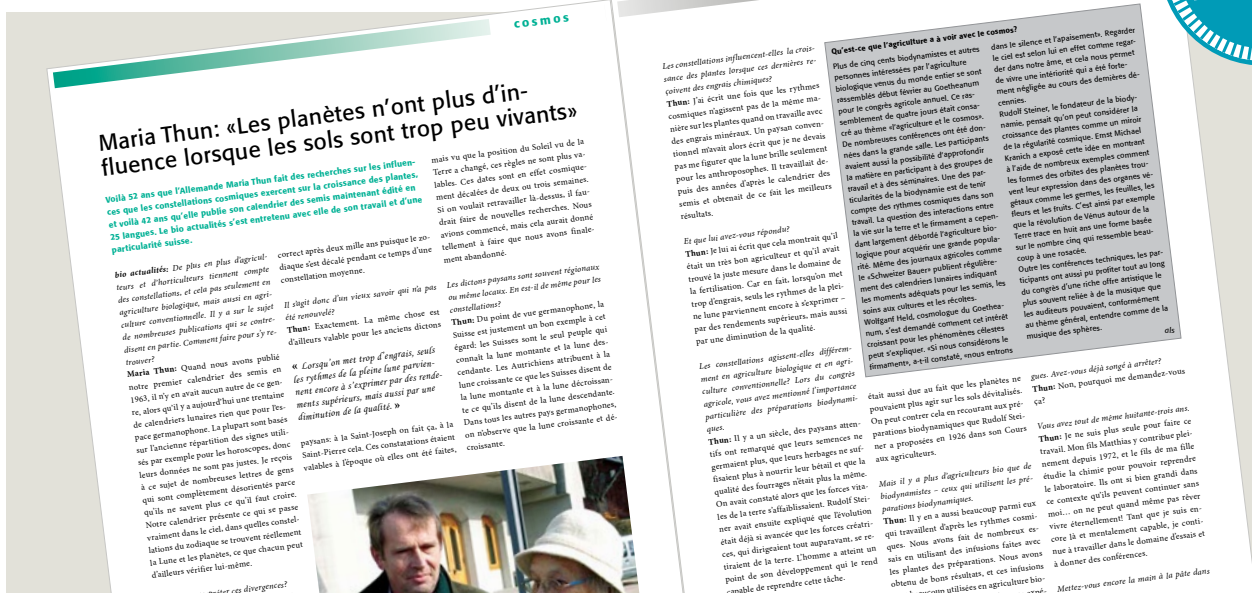 cosmos
Maria Thun: «Les planètes n’ont plus d’in-
fluence lorsque les sols sont trop peu vivants»
Voilà 52 ans que l’Allemande Maria Thun fait des recherches sur les influen-
ces que les constellations cosmiques exercent sur la croissance des plantes,
et voilà 42 ans qu’elle publie son calendrier des semis maintenant édité en
25 langues. Le bio actualités s’est entretenu avec elle de son travail et d’une
particularité suisse.
bio actualités: De plus en plus d’agricul-
teurs et d’horticulteurs tiennent compte
des constellations, et cela pas seulement en
agriculture biologique, mais aussi en agri-
culture conventionnelle. Il y a sur le sujet
de nombreuses publications qui se contre-
disent en partie. Comment faire pour s’y re-
trouver?
Maria Thun: Quand nous avons publié
notre premier calendrier des semis en
1963, il n’y en avait aucun autre de ce gen-
re, alors qu’il y a aujourd’hui une trentaine
de calendriers lunaires rien que pour l’es-
pace germanophone. La plupart sont basés
sur l’ancienne répartition des signes utili-
sés par exemple pour les horoscopes, donc
leurs données ne sont pas justes. Je reçois
à ce sujet de nombreuses lettres de gens
qui sont complètement désorientés parce
qu’ils ne savent plus ce qu’il faut croire.
Notre calendrier présente ce qui se passe
vraiment dans le ciel, dans quelles constel-
lations du zodiaque se trouvent réellement
la Lune et les planètes, ce que chacun peut
d’ailleurs vérifier lui-même.
ces divergences?
correct après deux mille ans puisque le zo-
diaque s’est décalé pendant ce temps d’une
constellation moyenne.
Il s’agit donc d’un vieux savoir qui n’a pas
été renouvelé?
Thun: Exactement. La même chose est
d’ailleurs valable pour les anciens dictons
« Lorsqu’on met trop d’engrais, seuls
les rythmes de la pleine lune parvien-
nent encore à s’exprimer par des rende-
ments supérieurs, mais aussi par une
diminution de la qualité. »
paysans: à la Saint-Joseph on fait ça, à la
Saint-Pierre cela. Ces constatations étaient
valables à l’époque où elles ont été faites,
mais vu que la position du Soleil vu de la
Terre a changé, ces règles ne sont plus va-
lables. Ces dates sont en effet cosmique-
ment décalées de deux ou trois semaines.
Si on voulait retravailler là-dessus, il fau-
drait faire de nouvelles recherches. Nous
avions commencé, mais cela aurait donné
tellement à faire que nous avons finale-
ment abandonné.
Les dictons paysans sont souvent régionaux
ou même locaux. En est-il de même pour les
constellations?
Thun: Du point de vue germanophone, la
Suisse est justement un bon exemple à cet
égard: les Suisses sont le seul peuple qui
connaît la lune montante et la lune des-
cendante. Les Autrichiens attribuent à la
lune croissante ce que les Suisses disent de
la lune montante et à la lune décroissan-
te ce qu’ils disent de la lune descendante.
Dans tous les autres pays germanophones,
on n’observe que la lune croissante et dé-
croissante.
Les constellations influencent-elles la crois-
sance des plantes lorsque ces dernières re-
çoivent des engrais chimiques?
Thun: J’ai écrit une fois que les rythmes
cosmiques n’agissent pas de la même ma-
nière sur les plantes quand on travaille avec
des engrais minéraux. Un paysan conven-
tionnel m’avait alors écrit que je ne devais
pas me figurer que la lune brille seulement
pour les anthroposophes. Il travaillait de-
puis des années d’après le calendrier des
semis et obtenait de ce fait les meilleurs
résultats.
Et que lui avez-vous répondu?
Thun: Je lui ai écrit que cela montrait qu’il
était un très bon agriculteur et qu’il avait
trouvé la juste mesure dans le domaine de
la fertilisation. Car en fait, lorsqu’on met
trop d’engrais, seuls les rythmes de la plei-
ne lune parviennent encore à s’exprimer –
par des rendements supérieurs, mais aussi
par une diminution de la qualité.
Les constellations agissent-elles différem-
ment en agriculture biologique et en agri-
culture conventionnelle? Lors du congrès
agricole, vous avez mentionné l’importance
particulière des préparations biodynami-
ques.
Thun: Il y a un siècle, des paysans atten-
tifs ont remarqué que leurs semences ne
germaient plus, que leurs herbages ne suf-
fisaient plus à nourrir leur bétail et que la
qualité des fourrages n’était plus la même.
On avait constaté alors que les forces vita-
les de la terre s’affaiblissaient. Rudolf Stei-
ner avait ensuite expliqué que l’évolution
était déjà si avancée que les forces créatri-
ces, qui dirigeaient tout auparavant, se re-
tiraient de la terre. L’homme a atteint un
point de son développement qui le rend
capable de reprendre cette tâche.
Qu’est-ce que l’agriculture a à voir avec le cosmos?
Plus de cinq cents biodynamistes et autres
personnes intéressées par l’agriculture
biologique venus du monde entier se sont
rassemblés début février au Goetheanum
pour le congrès agricole annuel. Ce ras-
semblement de quatre jours était consa-
cré au thème «l’agriculture et le cosmos».
De nombreuses conférences ont été don-
nées dans la grande salle. Les participants
avaient aussi la possibilité d’approfondir
la matière en participant à des groupes de
travail et à des séminaires. Une des par-
ticularités de la biodynamie est de tenir
compte des rythmes cosmiques dans son
travail. La question des interactions entre
la vie sur la terre et le firmament a cepen-
dant largement débordé l’agriculture bio-
logique pour acquérir une grande popula-
rité. Même des journaux agricoles comme
le «Schweizer Bauer» publient régulière-
ment des calendriers lunaires indiquant
les moments adéquats pour les semis, les
soins aux cultures et les récoltes.
Wolfganf Held, cosmologue du Goethea-
num, s’est demandé comment cet intérêt
croissant pour les phénomènes célestes
peut s’expliquer. «Si nous considérons le
firmament», a-t-il constaté, «nous entrons
dans le silence et l’apaisement». Regarder
le ciel est selon lui en effet comme regar-
der dans notre âme, et cela nous permet
de vivre une intériorité qui a été forte-
ment négligée au cours des dernières dé-
cennies.
Rudolf Steiner, le fondateur de la biody-
namie, pensait qu’on peut considérer la
croissance des plantes comme un miroir
de la régularité cosmique. Ernst Michael
Kranich a exposé cette idée en montrant
à l’aide de nombreux exemples comment
les formes des orbites des planètes trou-
vent leur expression dans des organes vé-
gétaux comme les germes, les feuilles, les
fleurs et les fruits. C’est ainsi par exemple
que la révolution de Vénus autour de la
Terre trace en huit ans une forme basée
sur le nombre cinq qui ressemble beau-
coup à une rosacée.
Outre les conférences techniques, les par-
ticipants ont aussi pu profiter tout au long
du congrès d’une riche offre artistique le
plus souvent reliée à de la musique que
les auditeurs pouvaient, conformément
au thème général, entendre comme de la
musique des sphères.
als
était aussi due au fait que les planètes ne
pouvaient plus agir sur les sols dévitalisés.
On peut contrer cela en recourant aux pré-
parations biodynamiques que Rudolf Stei-
ner a proposées en 1926 dans son Cours
aux agriculteurs.
Mais il y a plus d’agriculteurs bio que de
biodynamistes – ceux qui utilisent les pré-
parations biodynamiques.
Thun: Il y en a aussi beaucoup parmi eux
qui travaillent d’après les rythmes cosmi-
ques. Nous avons fait de nombreux es-
sais en utilisant des infusions faites avec
les plantes des préparations. Nous avons
obtenu de bons résultats, et ces infusions
utilisées en agriculture bio-
gues. Avez-vous déjà songé à arrêter?
Thun: Non, pourquoi me demandez-vous
ça?
Vous avez tout de même huitante-trois ans.
Thun: Je ne suis plus seule pour faire ce
travail. Mon fils Matthias y contribue plei-
nement depuis 1972, et le fils de ma fille
étudie la chimie pour pouvoir reprendre
le laboratoire. Ils ont si bien grandi dans
ce contexte qu’ils peuvent continuer sans
moi… on ne peut quand même pas rêver
vivre éternellement! Tant que je suis en-
core là et mentalement capable, je conti-
nue à travailler dans le domaine d’essais et
à donner des conférences.
Mettez-vous encore la main à la pâte dans